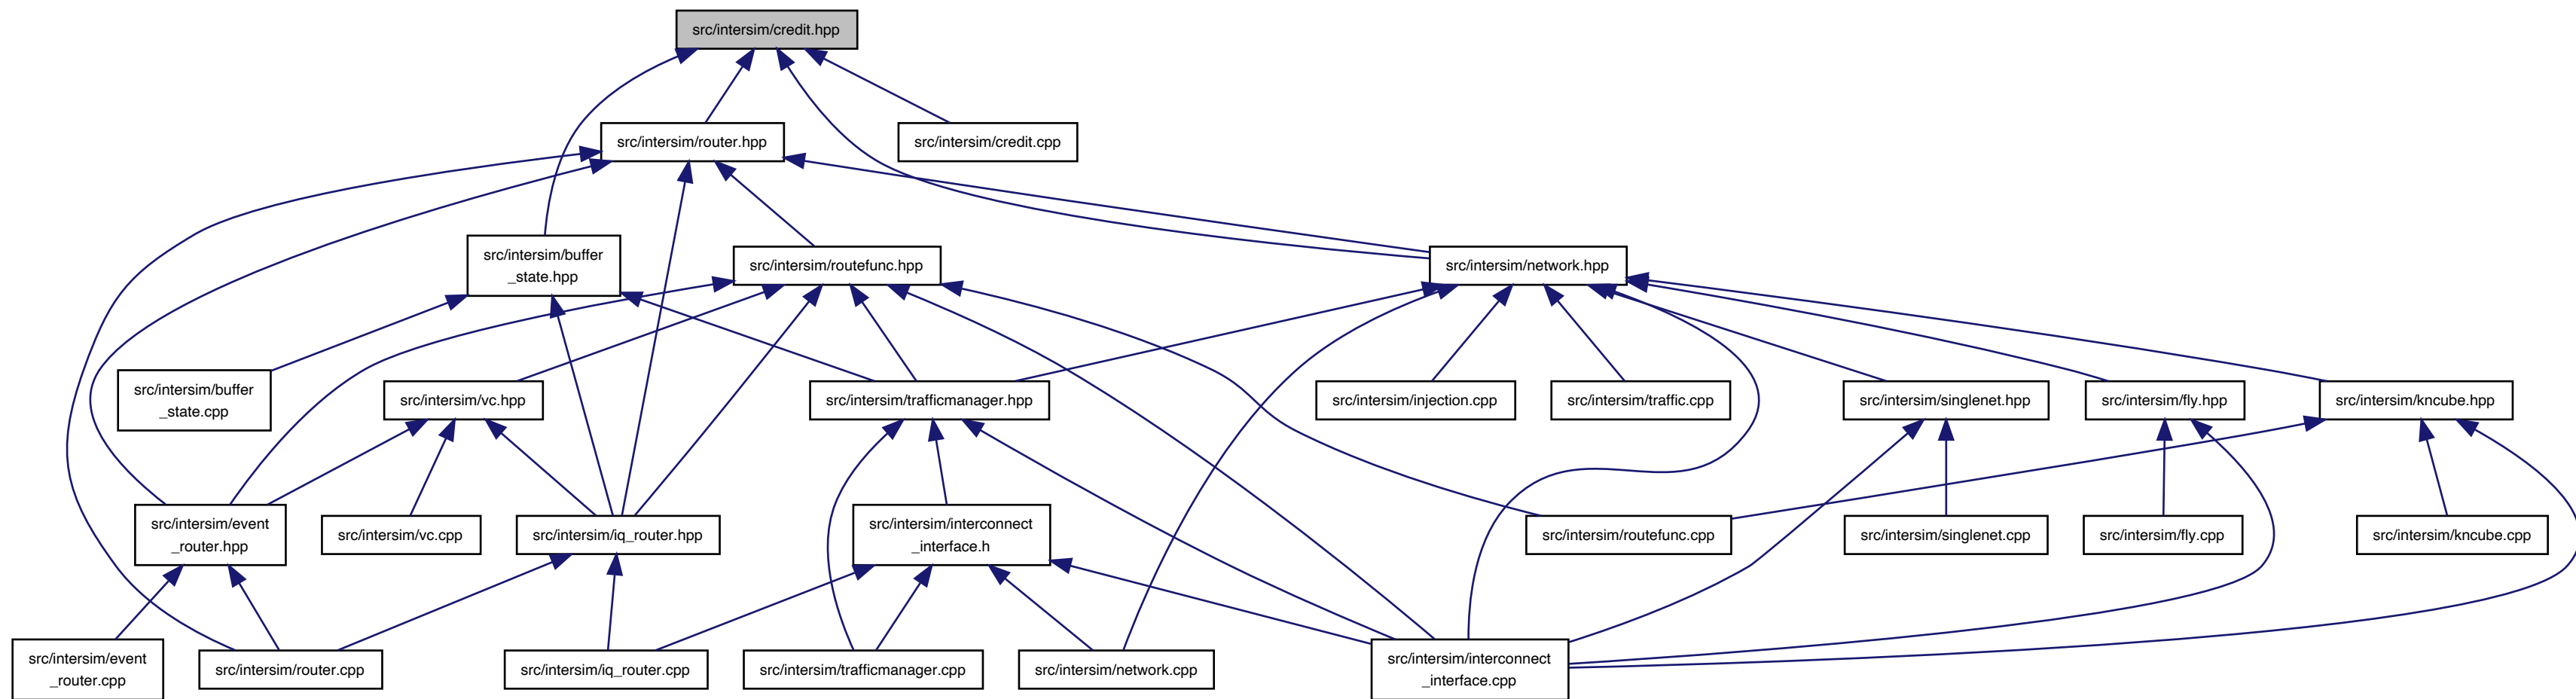 src/intersim/credit.hpp
src/intersim/router.hpp
src/intersim/credit.cpp
src/intersim/buffer
_state.hpp
src/intersim/routefunc.hpp
src/intersim/network.hpp
src/intersim/buffer
_state.cpp
src/intersim/vc.hpp
src/intersim/trafficmanager.hpp
src/intersim/injection.cpp
src/intersim/traffic.cpp
src/intersim/singlenet.hpp
src/intersim/fly.hpp
src/intersim/kncube.hpp
src/intersim/event
_router.hpp
src/intersim/vc.cpp
src/intersim/iq_router.hpp
src/intersim/interconnect
_interface.h
src/intersim/routefunc.cpp
src/intersim/singlenet.cpp
src/intersim/fly.cpp
src/intersim/kncube.cpp
src/intersim/event
_router.cpp
src/intersim/router.cpp
src/intersim/iq_router.cpp
src/intersim/trafficmanager.cpp
src/intersim/network.cpp
src/intersim/interconnect
_interface.cpp